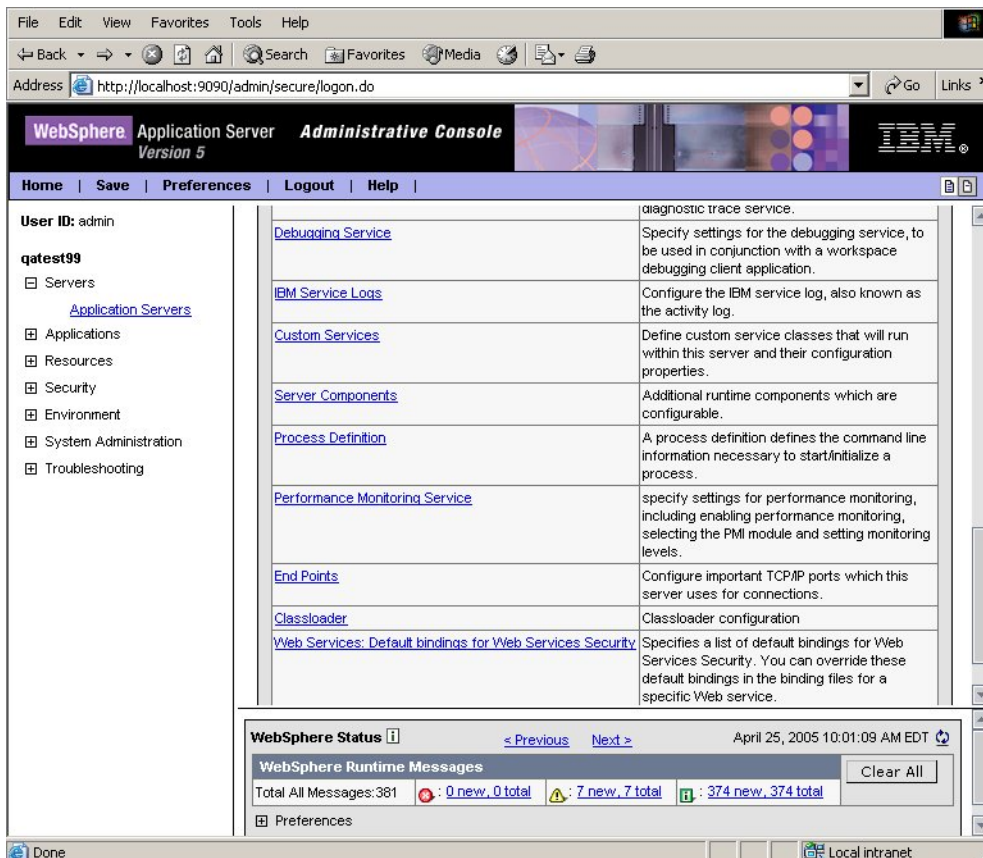 File Edit View Favorites Tools Help
Back Search Favorites Media
Address http://localhost:9090/admin/secure/logon.do Go Links
WebSphere Application Server Administrative Console
Version 5
IBM®
Home | Save | Preferences | Logout | Help |
User ID: admin
qatest99
Servers
Application Servers
Applications
Resources
Security
Environment
System Administration
Troubleshooting
diagnostic trace service.
Debugging Service
Specify settings for the debugging service, to
be used in conjunction with a workspace
debugging client application.
IBM Service Logs
Configure the IBM service log, also known as
the activity log.
Custom Services
Define custom service classes that will run
within this server and their configuration
properties.
Server Components
Additional runtime components which are
configurable.
Process Definition
A process definition defines the command line
information necessary to start/initialize a
process.
Performance Monitoring Service
specify settings for performance monitoring,
including enabling performance monitoring,
selecting the PMI module and setting monitoring
levels.
End Points
Configure important TCP/IP ports which this
server uses for connections.
Classloader
Classloader configuration
Web Services: Default bindings for Web Services Security
Specifies a list of default bindings for Web
Services Security. You can override these
default bindings in the binding files for a
specific Web service.
WebSphere Status i < Previous Next > April 25, 2005 10:01:09 AM EDT
WebSphere Runtime Messages
Clear All
Total All Messages:381 : 0 new, 0 total : 7 new, 7 total : 374 new, 374 total
Preferences
Done Local intranet